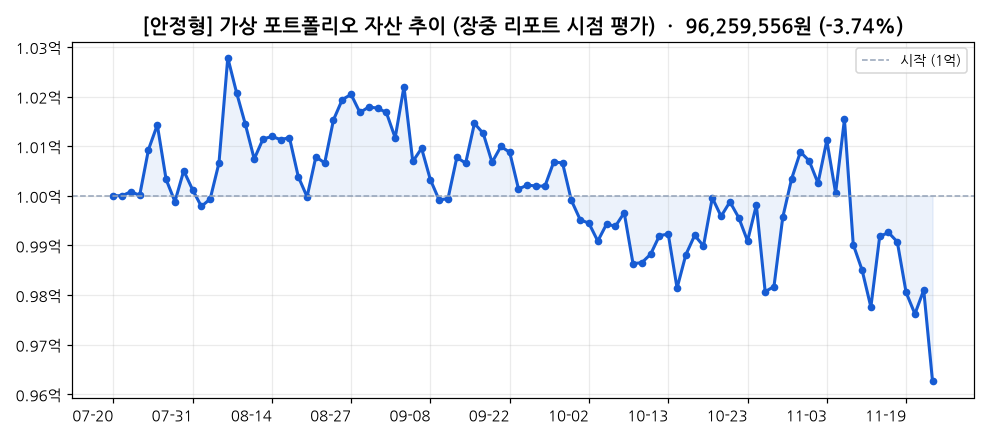 [안정형] 가상 포트폴리오 자산 추이 (장중 리포트 시점 평가) · 96,259,556원 (-3.74%)
시작 (1억)
1.03억
1.02억
1.01억
1.00억
0.99억
0.98억
0.97억
0.96억
07-20 07-31 08-14 08-27 09-08 09-22 10-02 10-13 10-23 11-03 11-19